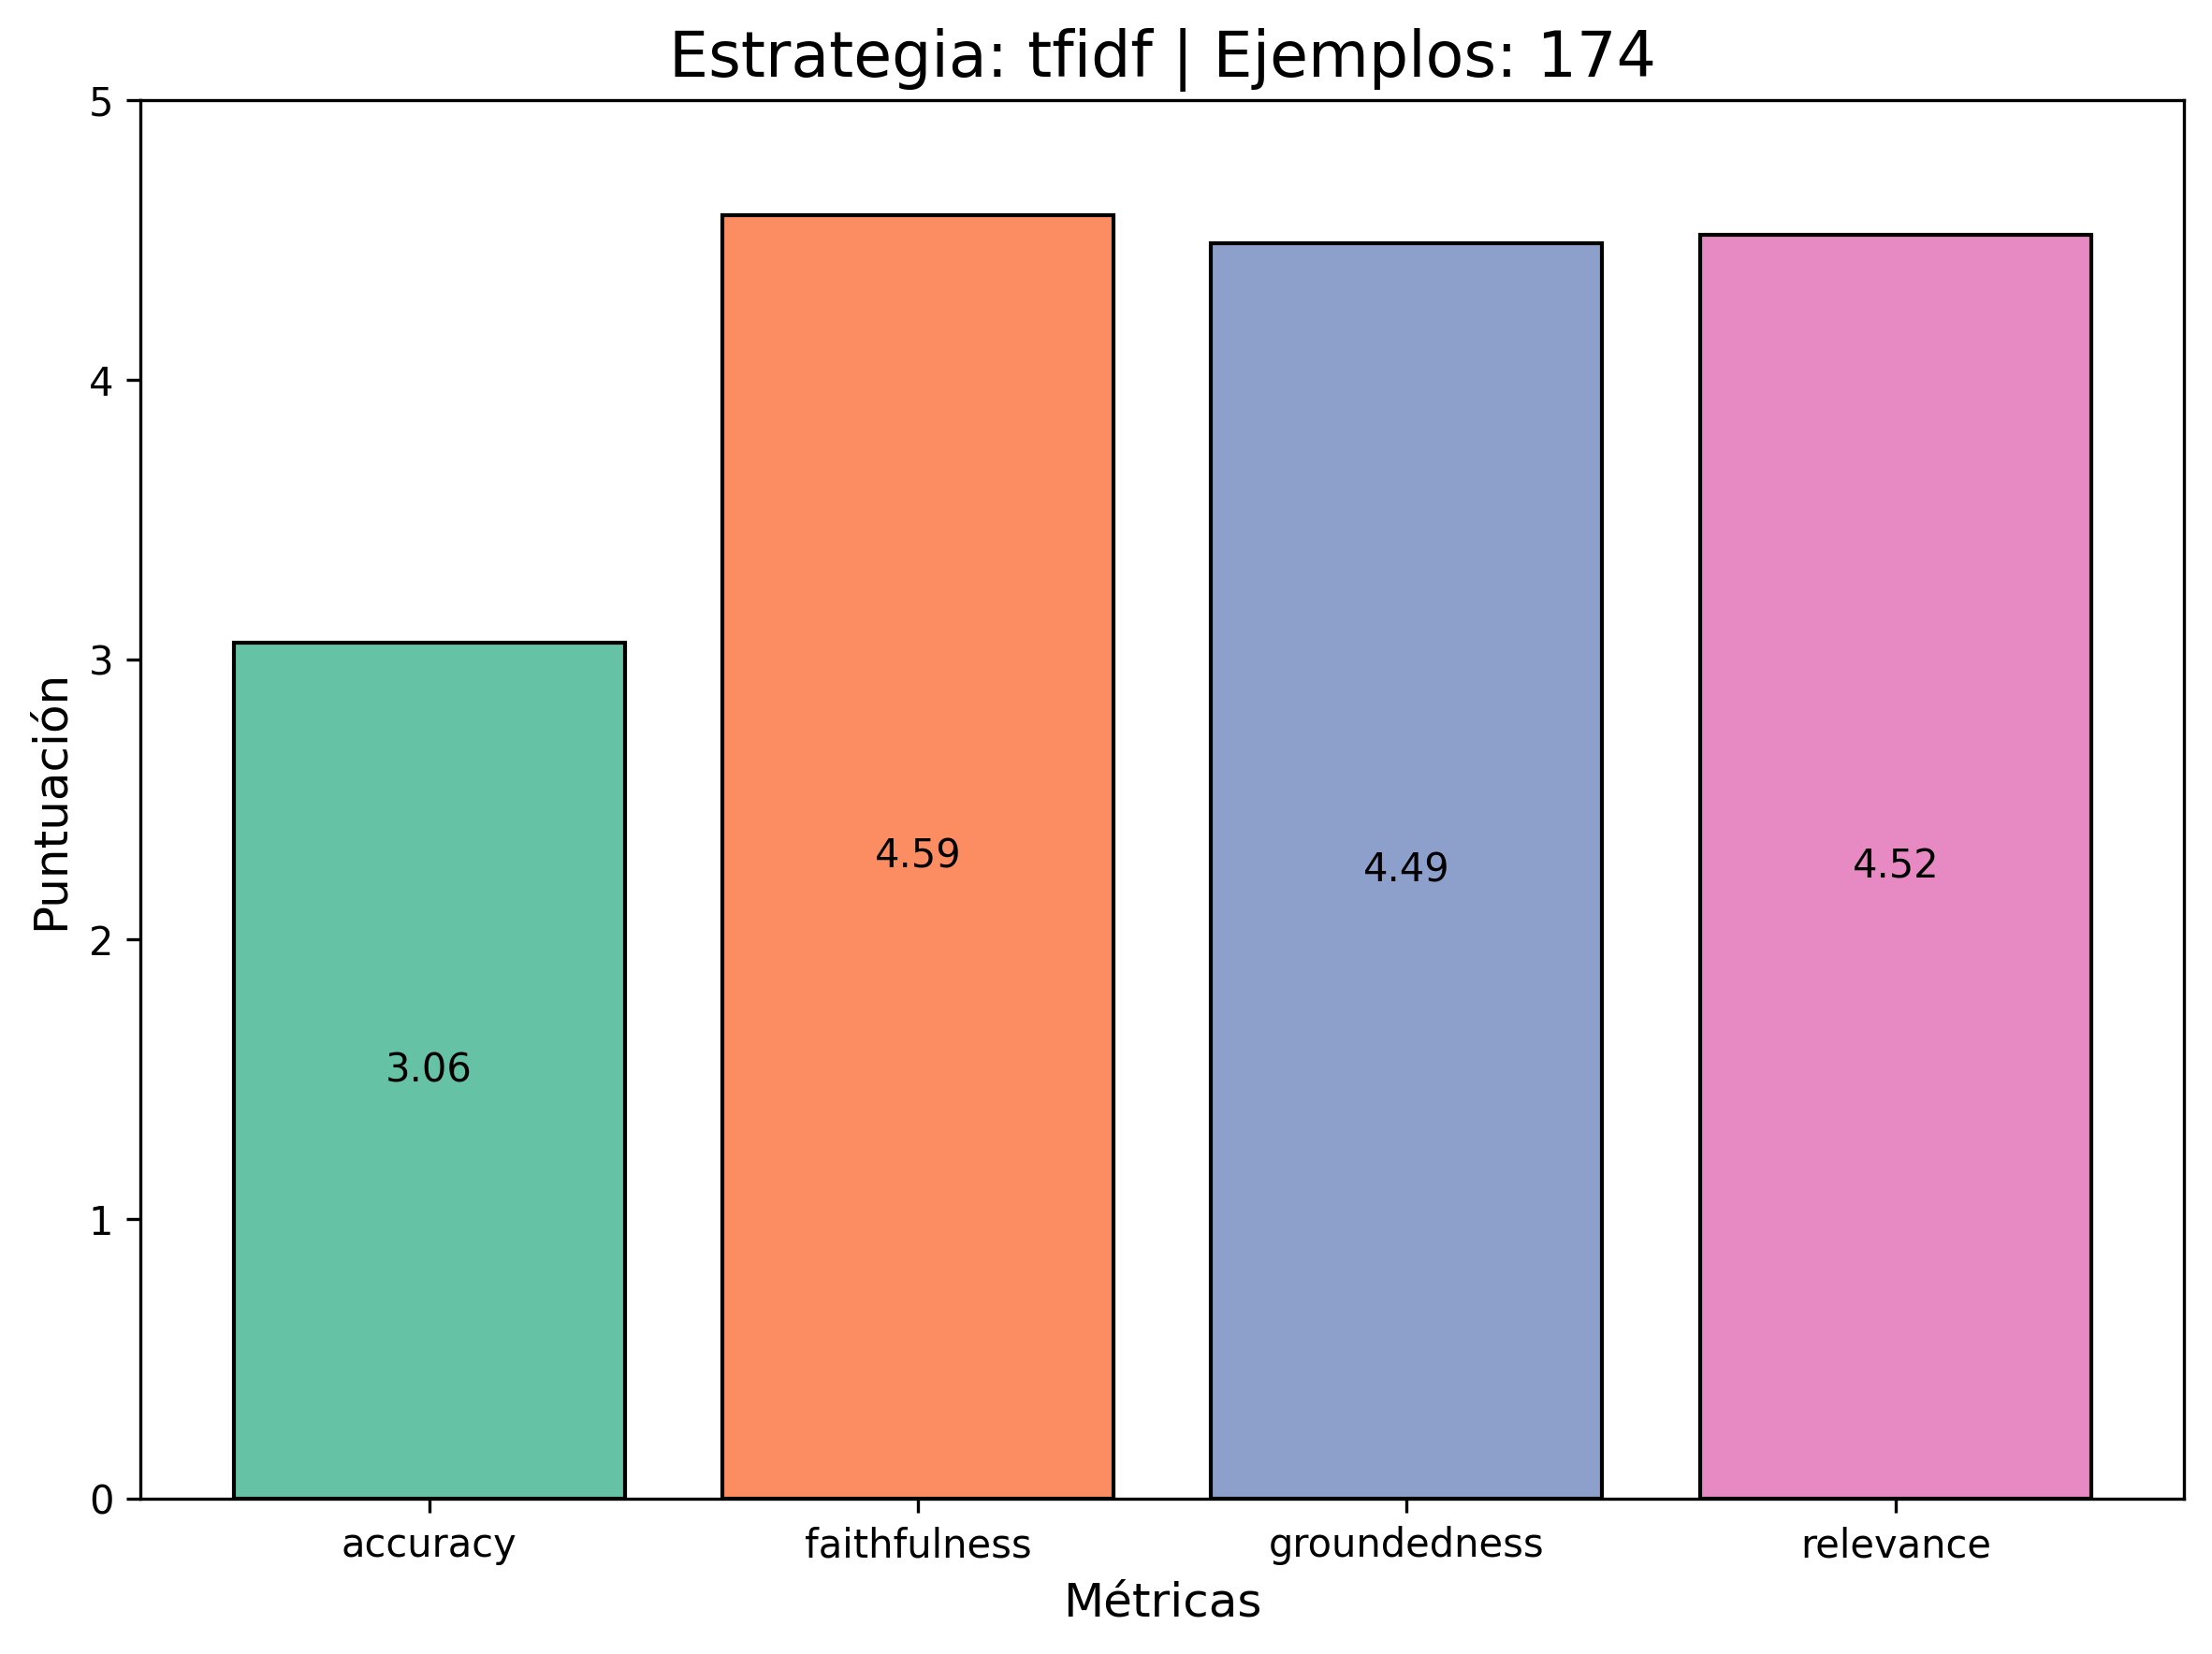 Estrategia: tfidf | Ejemplos: 174
Puntuación
5
4
3
2
1
0
3.06
4.59
4.49
4.52
accuracy
faithfulness
groundedness
relevance
Métricas